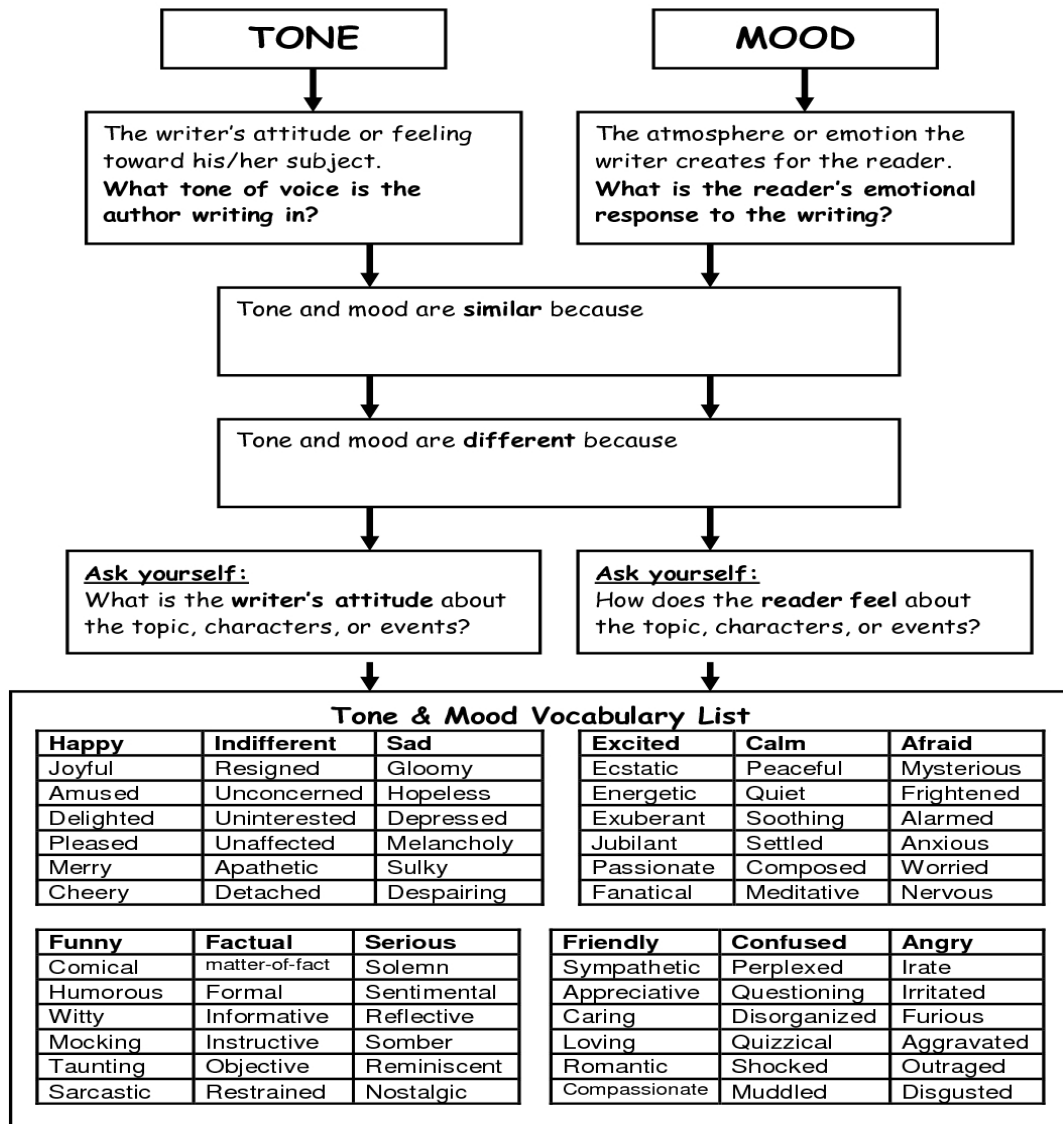 TONE
MOOD
The writer's attitude or feeling
toward his/her subject.
What tone of voice is the
author writing in?
The atmosphere or emotion the
writer creates for the reader.
What is the reader's emotional
response to the writing?
Tone and mood are similar because
Tone and mood are different because
Ask yourself:
What is the writer's attitude about
the topic, characters, or events?
Ask yourself:
How does the reader feel about
the topic, characters, or events?
Tone & Mood Vocabulary List
Happy Indifferent Sad
Joyful Resigned Gloomy
Amused Unconcerned Hopeless
Delighted Uninterested Depressed
Pleased Unaffected Melancholy
Merry Apathetic Sulky
Cheery Detached Despairing
Excited Calm Afraid
Ecstatic Peaceful Mysterious
Energetic Quiet Frightened
Exuberant Soothing Alarmed
Jubilant Settled Anxious
Passionate Composed Worried
Fanatical Meditative Nervous
Funny Factual Serious
Comical matter-of-fact Solemn
Humorous Formal Sentimental
Witty Informative Reflective
Mocking Instructive Somber
Taunting Objective Reminiscent
Sarcastic Restrained Nostalgic
Friendly Confused Angry
Sympathetic Perplexed Irate
Appreciative Questioning Irritated
Caring Disorganized Furious
Loving Quizzical Aggravated
Romantic Shocked Outraged
Compassionate Muddled Disgusted